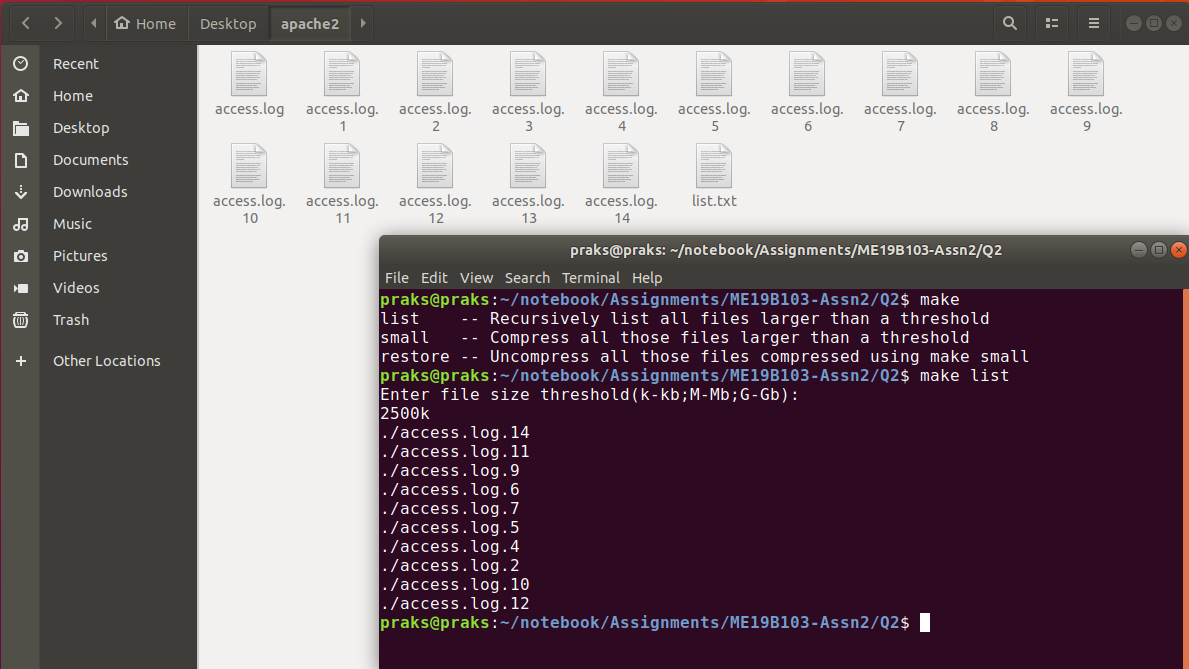 Home Desktop apache2
Recent
Home
Desktop
Documents
Downloads
Music
Pictures
Videos
Trash
Other Locations
access.log access.log. access.log. access.log. access.log. access.log. access.log. access.log. access.log. access.log.
1 2 3 4 5 6 7 8 9
access.log. access.log. access.log. access.log. access.log. list.txt
10 11 12 13 14
praks@praks: ~/notebook/Assignments/ME19B103-Assn2/Q2
File Edit View Search Terminal Help
praks@praks:~/notebook/Assignments/ME19B103-Assn2/Q2$ make
list    -- Recursively list all files larger than a threshold
small   -- Compress all those files larger than a threshold
restore -- Uncompress all those files compressed using make small
praks@praks:~/notebook/Assignments/ME19B103-Assn2/Q2$ make list
Enter file size threshold(k-kb;M-Mb;G-Gb):
2500k
./access.log.14
./access.log.11
./access.log.9
./access.log.6
./access.log.7
./access.log.5
./access.log.4
./access.log.2
./access.log.10
./access.log.12
praks@praks:~/notebook/Assignments/ME19B103-Assn2/Q2$